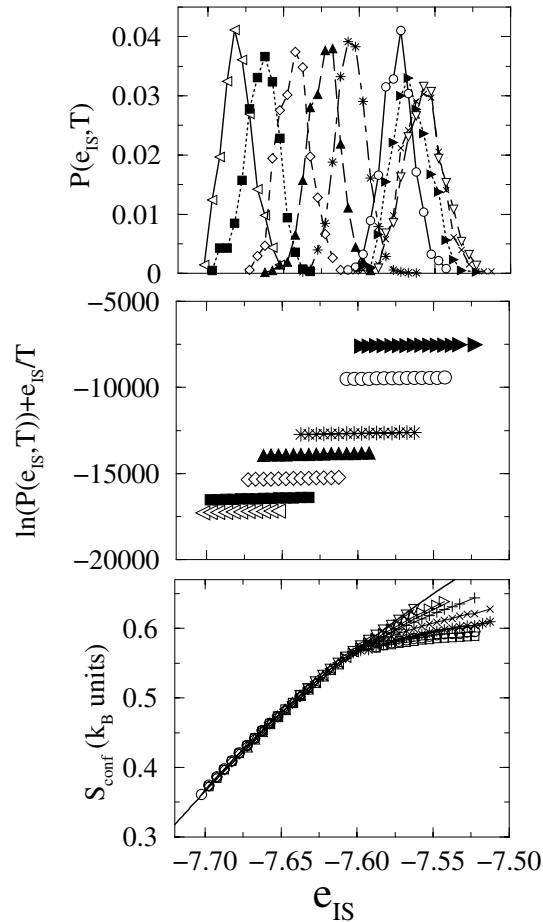 P(e_IS,T)
0.04
0.03
0.02
0.01
0
ln(P(e_IS,T))+e_IS/T
−5000
−10000
−15000
−20000
S_conf (k_B units)
0.6
0.5
0.4
0.3
−7.70 −7.65 −7.60 −7.55 −7.50
e_IS